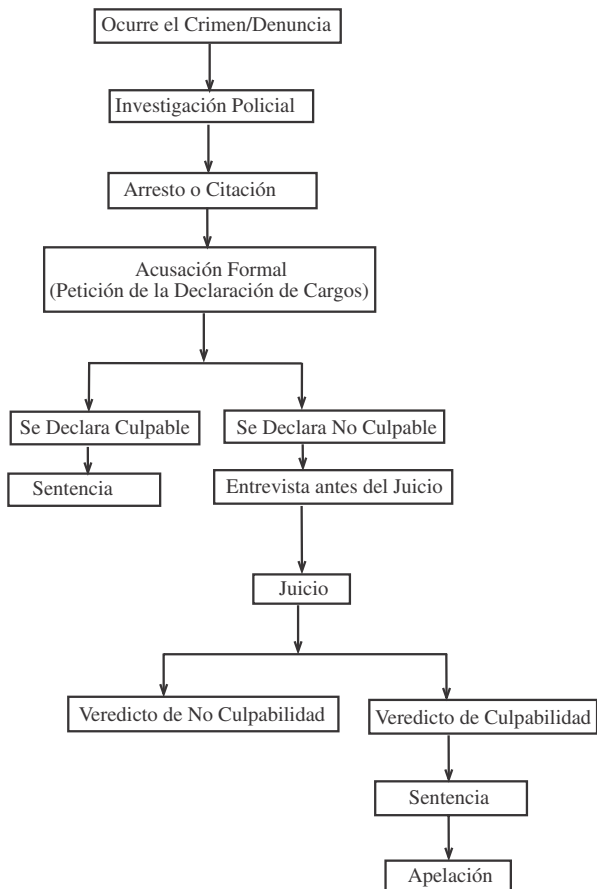 Ocurre el Crimen/Denuncia
Investigación Policial
Arresto o Citación
Acusación Formal
(Petición de la Declaración de Cargos)
Se Declara Culpable
Se Declara No Culpable
Sentencia
Entrevista antes del Juicio
Juicio
Veredicto de No Culpabilidad
Veredicto de Culpabilidad
Sentencia
Apelación